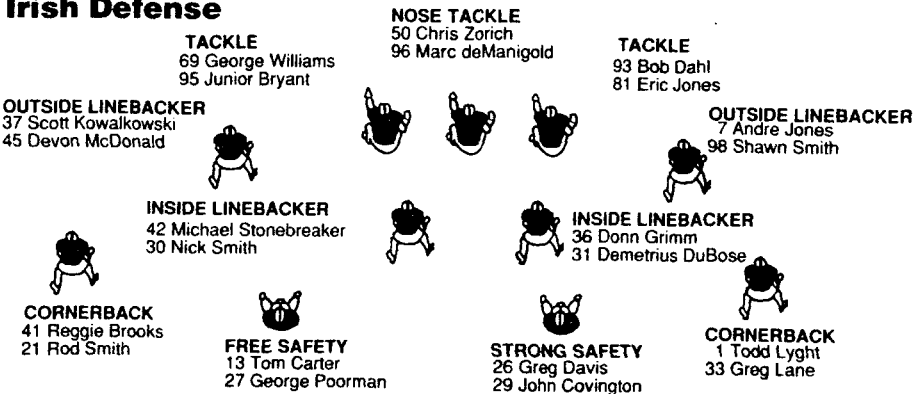 Irish Defense
NOSE TACKLE
50 Chris Zorich
96 Marc deManigold
TACKLE
69 George Williams
95 Junior Bryant
TACKLE
93 Bob Dahl
81 Eric Jones
OUTSIDE LINEBACKER
37 Scott Kowalkowski
45 Devon McDonald
OUTSIDE LINEBACKER
7 Andre Jones
98 Shawn Smith
INSIDE LINEBACKER
42 Michael Stonebreaker
30 Nick Smith
INSIDE LINEBACKER
36 Donn Grimm
31 Demetrius DuBose
CORNERBACK
41 Reggie Brooks
21 Rod Smith
FREE SAFETY
13 Tom Carter
27 George Poorman
STRONG SAFETY
26 Greg Davis
29 John Covington
CORNERBACK
1 Todd Lyght
33 Greg Lane